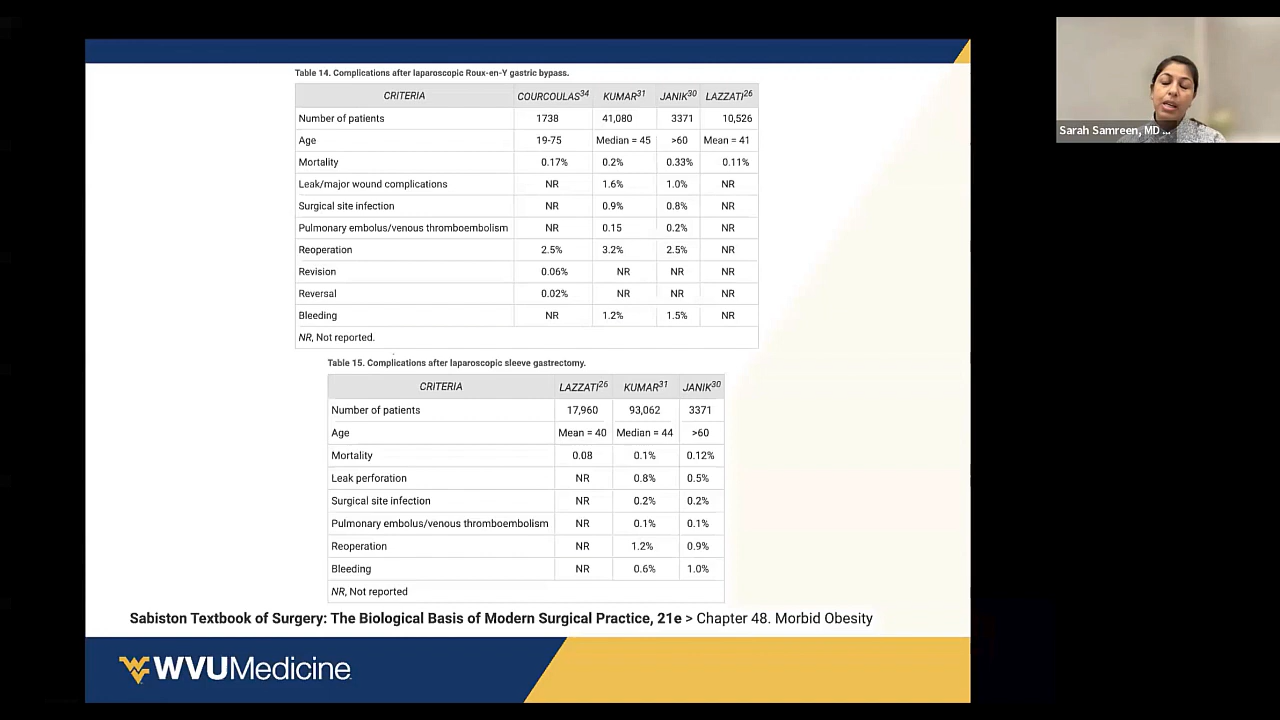 Table 14. Complications after laparoscopic Roux-en-Y gastric bypass.
CRITERIA COURCOULAS34 KUMAR31 JANIK30 LAZZATI26
Number of patients 1738 41,080 3371 10,526
Age 19-75 Median = 45 >60 Mean = 41
Mortality 0.17% 0.2% 0.33% 0.11%
Leak/major wound complications NR 1.6% 1.0% NR
Surgical site infection NR 0.9% 0.8% NR
Pulmonary embolus/venous thromboembolism NR 0.15 0.2% NR
Reoperation 2.5% 3.2% 2.5% NR
Revision 0.06% NR NR NR
Reversal 0.02% NR NR NR
Bleeding NR 1.2% 1.5% NR
NR, Not reported.
Table 15. Complications after laparoscopic sleeve gastrectomy.
CRITERIA LAZZATI26 KUMAR31 JANIK30
Number of patients 17,960 93,062 3371
Age Mean = 40 Median = 44 >60
Mortality 0.08 0.1% 0.12%
Leak perforation NR 0.8% 0.5%
Surgical site infection NR 0.2% 0.2%
Pulmonary embolus/venous thromboembolism NR 0.1% 0.1%
Reoperation NR 1.2% 0.9%
Bleeding NR 0.6% 1.0%
NR, Not reported
Sabiston Textbook of Surgery: The Biological Basis of Modern Surgical Practice, 21e > Chapter 48. Morbid Obesity
WVUMedicine
Sarah Samreen, MD ...